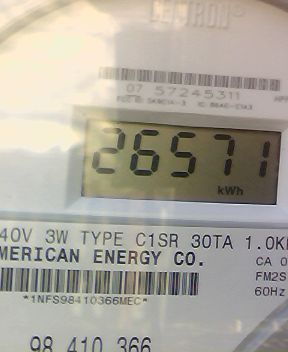 CELTRON®
07 57245311
26571
kWh
40V 3W TYPE C1SR 30TA 1.0K
MERICAN ENERGY CO.
CA 0
FM2S
*1NFS98410366MEC*
60Hz
98 410 366